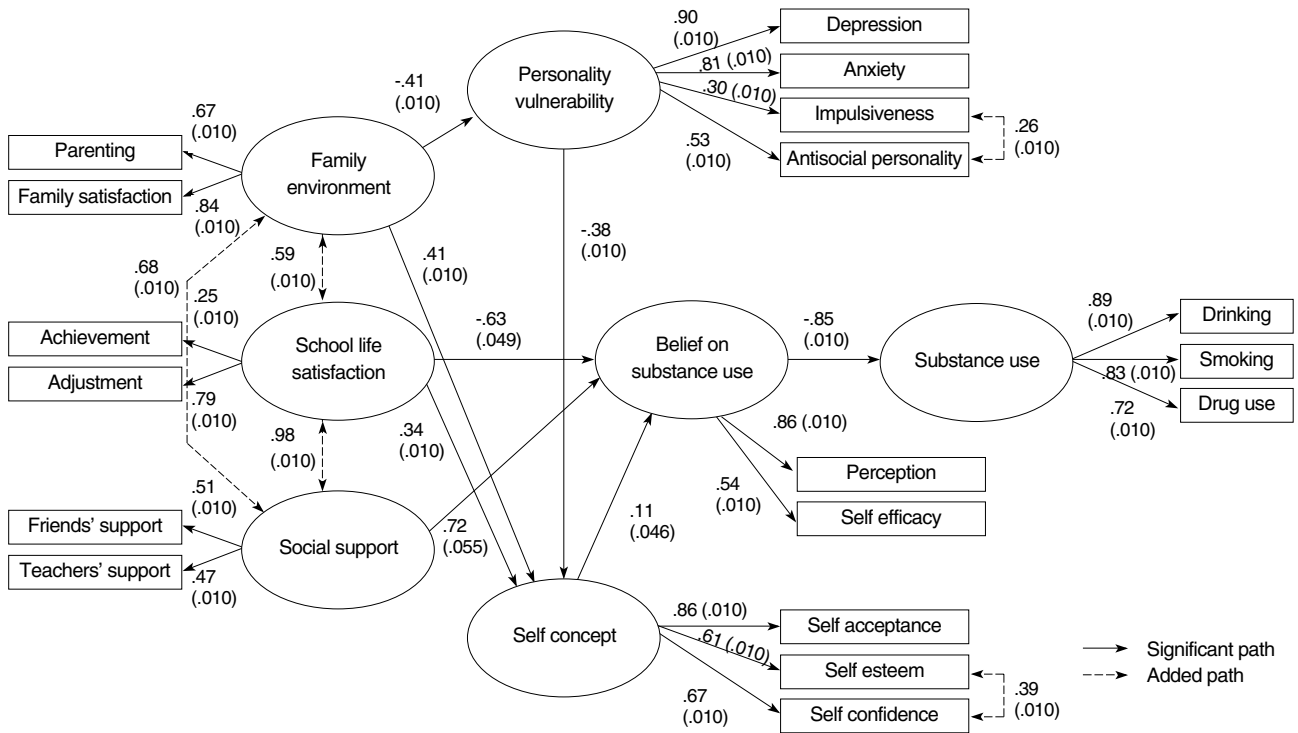 .90
(.010)
Depression
.81 (.010)
Anxiety
.30 (.010)
Impulsiveness
.53
(.010)
Antisocial personality
.26
(.010)
Personality
vulnerability
-.41
(.010)
.67
(.010)
Parenting
Family satisfaction
.84
(.010)
Family
environment
-.38
(.010)
.41
(.010)
.59
(.010)
.68
(.010)
.25
(.010)
Achievement
Adjustment
.79
(.010)
School life
satisfaction
-.63
(.049)
Belief on
substance use
-.85
(.010)
Substance use
.89
(.010)
Drinking
.83 (.010)
Smoking
.72
(.010)
Drug use
.86 (.010)
Perception
.54
(.010)
Self efficacy
.98
(.010)
.34
(.010)
.51
(.010)
Friends’ support
Teachers’ support
.47
(.010)
Social support
.72
(.055)
.11
(.046)
Self concept
.86 (.010)
Self acceptance
.61 (.010)
Self esteem
.67
(.010)
Self confidence
.39
(.010)
Significant path
Added path